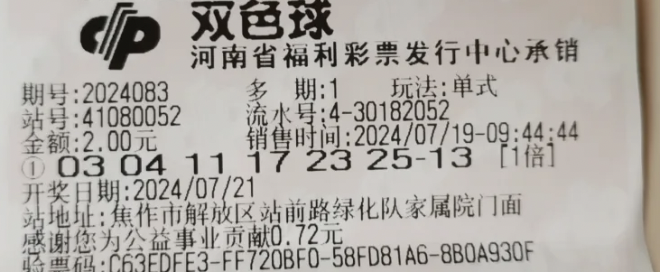 双色球
河南省福利彩票发行中心承销
期号:2024083 多期:1 玩法:单式
站号:41080052 流水号:4-30182052
金额:2.00元 销售时间:2024/07/19-09:44:44
① 03 04 11 17 23 25-13 [1倍]
开奖日期:2024/07/21
站地址:焦作市解放区站前路绿化队家属院门面
感谢您为公益事业贡献0.72元
验票码:C63EDFE3-FF720BF0-58FD81A6-8B0A930F